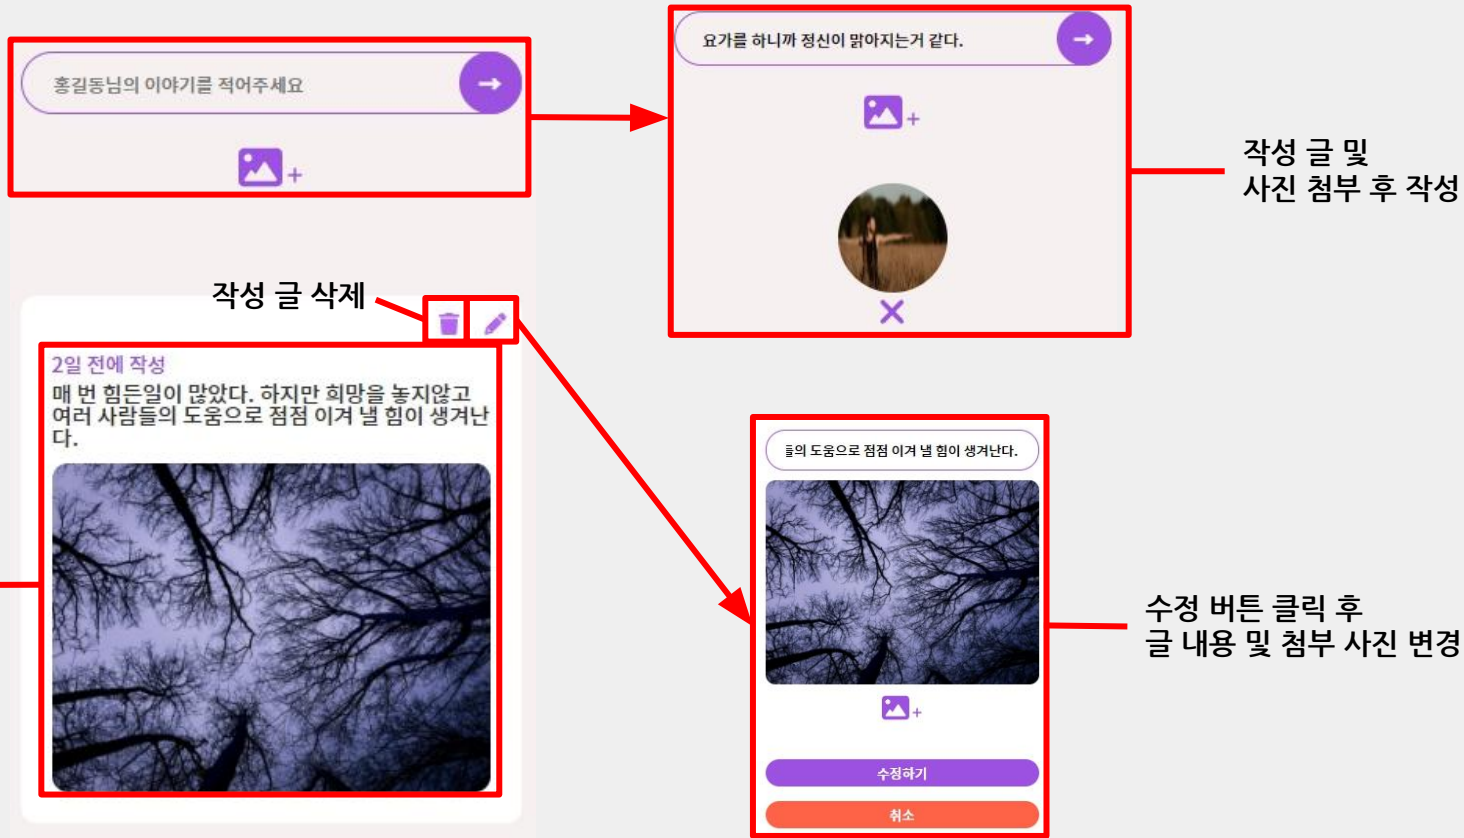 홍길동님의 이야기를 적어주세요
+
작성 글 삭제
2일 전에 작성
매 번 힘든일이 많았다. 하지만 희망을 놓지않고
여러 사람들의 도움으로 점점 이겨 낼 힘이 생겨난
다.
요가를 하니까 정신이 맑아지는거 같다.
+
작성 글 및
사진 첨부 후 작성
의 도움으로 점점 이겨 낼 힘이 생겨난다.
+
수정하기
취소
수정 버튼 클릭 후
글 내용 및 첨부 사진 변경